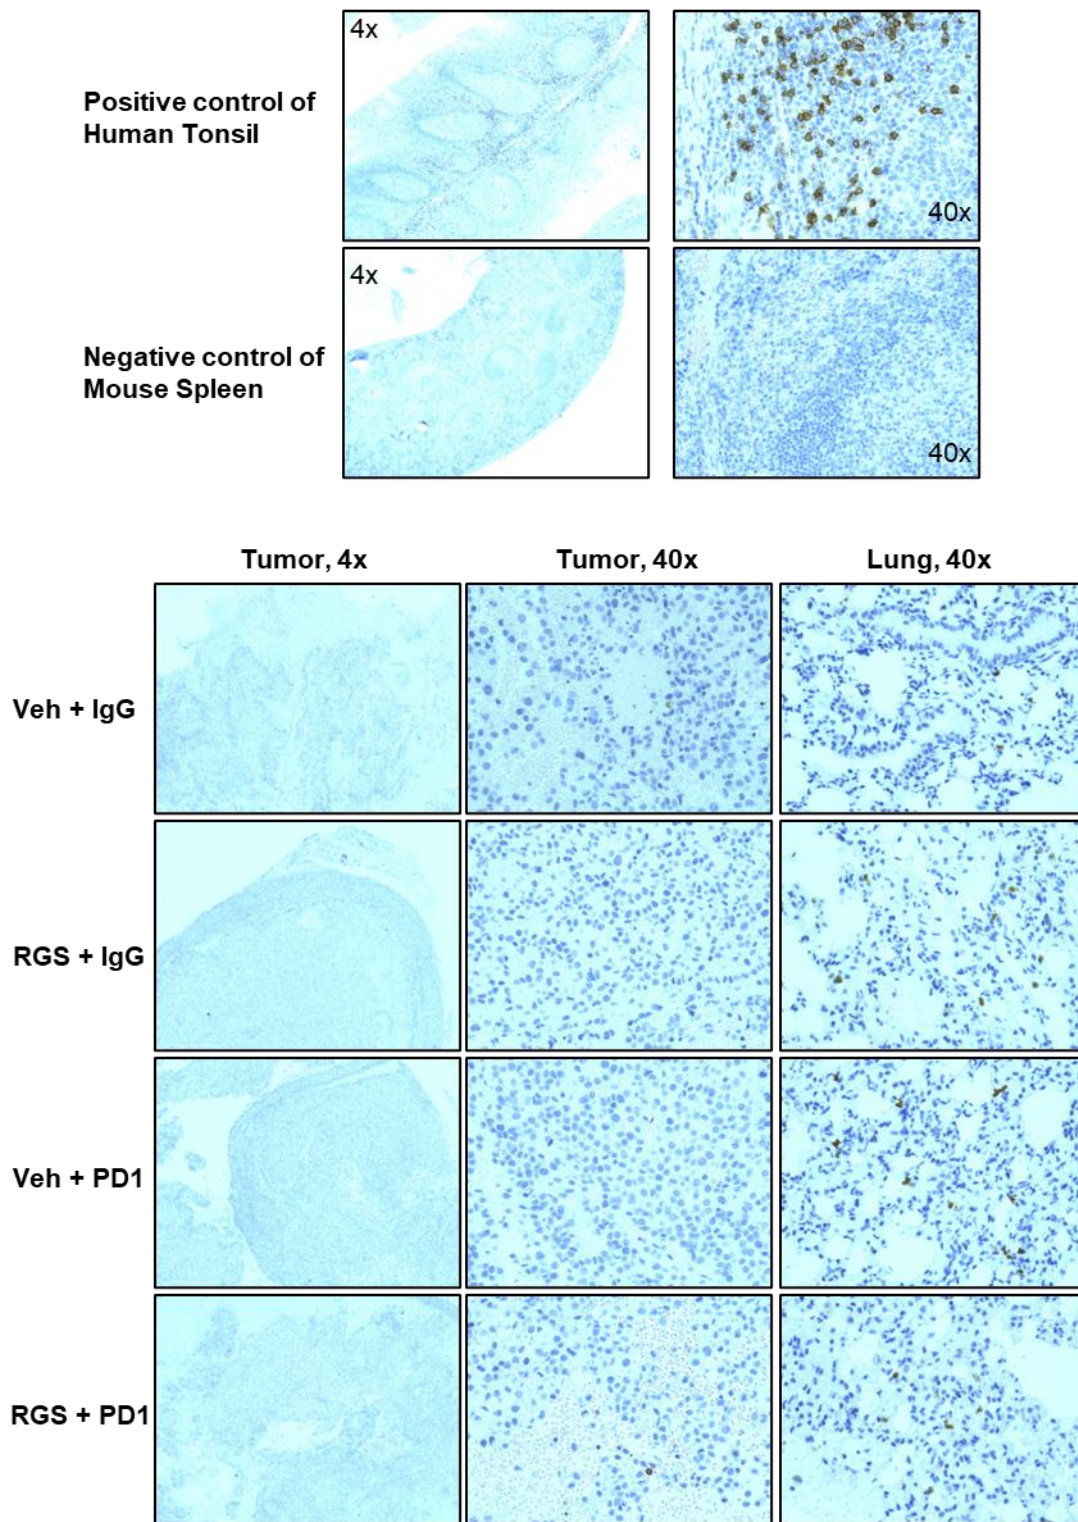 4x
Positive control of
Human Tonsil
40x
4x
Negative control of
Mouse Spleen
40x
Tumor, 4x
Tumor, 40x
Lung, 40x
Veh + IgG
RGS + IgG
Veh + PD1
RGS + PD1